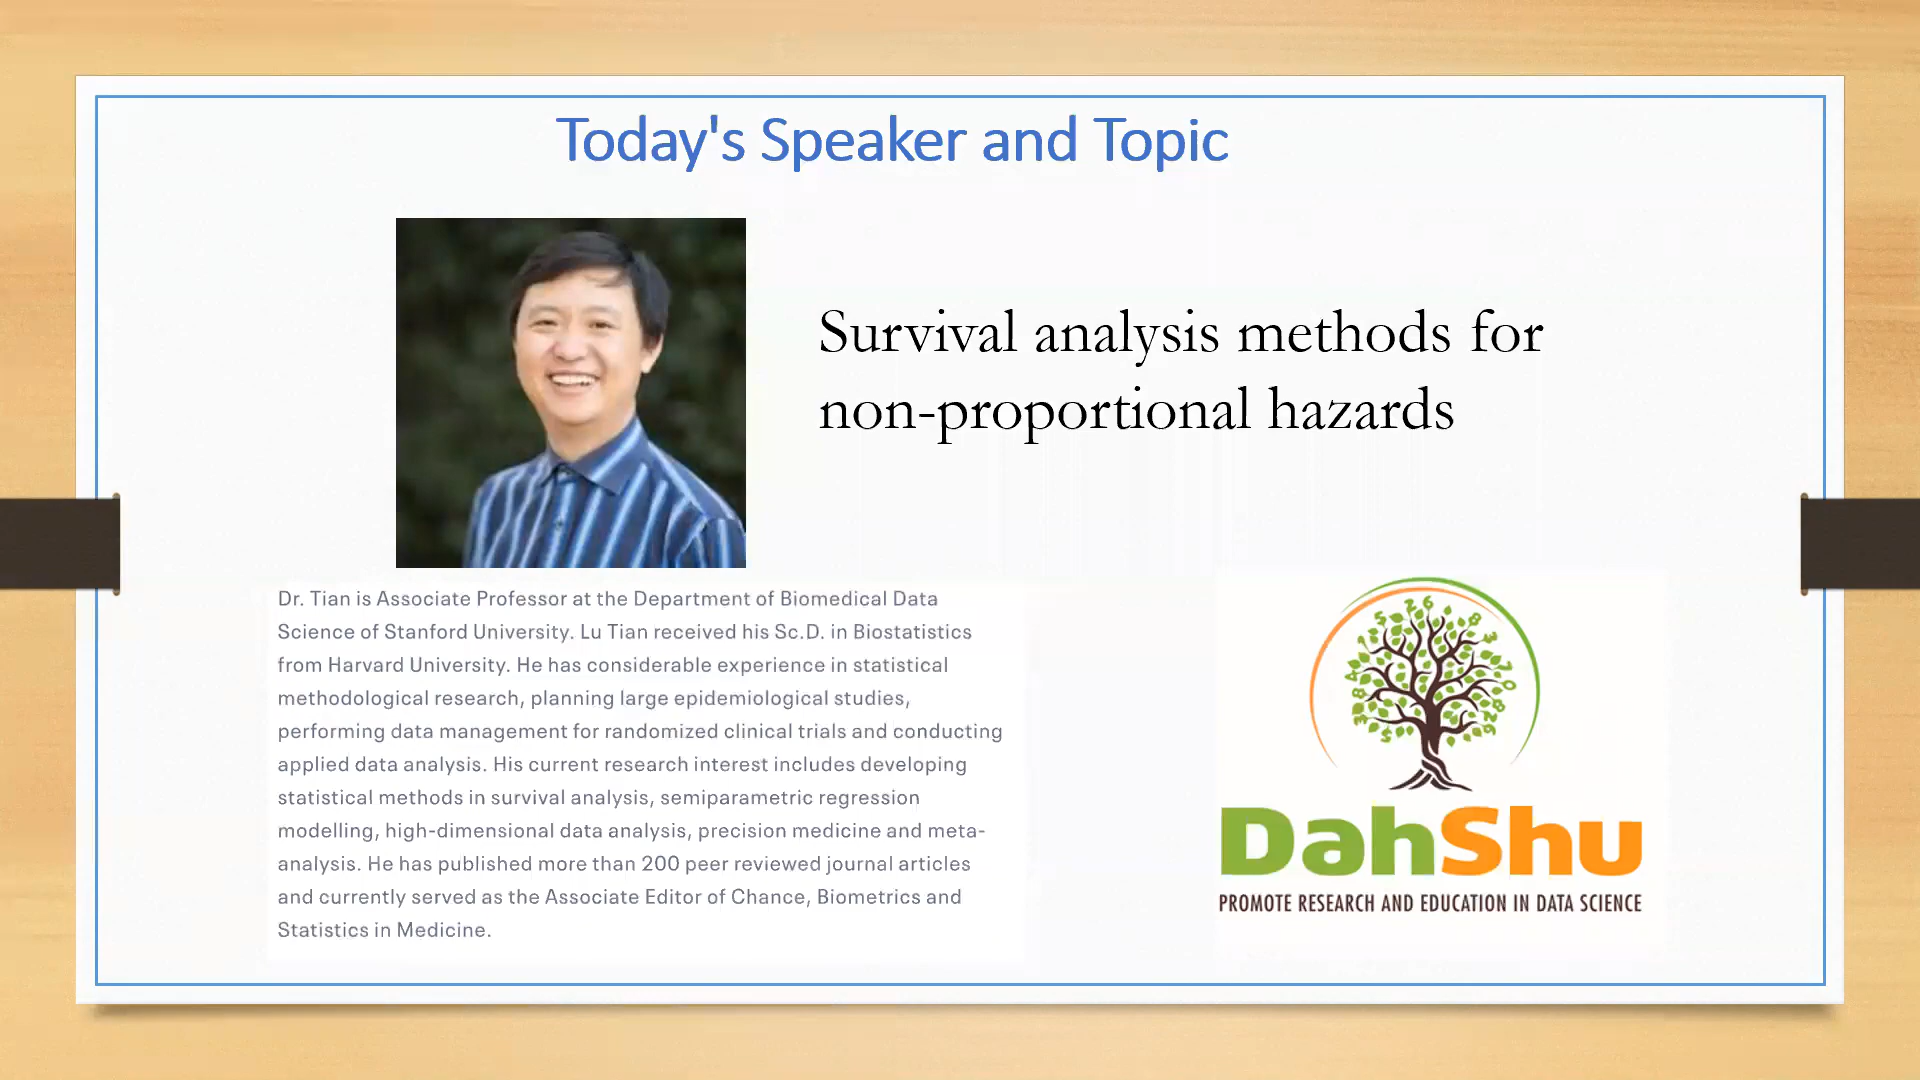 Today's Speaker and Topic
Survival analysis methods for
non-proportional hazards
Dr. Tian is Associate Professor at the Department of Biomedical Data
Science of Stanford University. Lu Tian received his Sc.D. in Biostatistics
from Harvard University. He has considerable experience in statistical
methodological research, planning large epidemiological studies,
performing data management for randomized clinical trials and conducting
applied data analysis. His current research interest includes developing
statistical methods in survival analysis, semiparametric regression
modelling, high-dimensional data analysis, precision medicine and meta-
analysis. He has published more than 200 peer reviewed journal articles
and currently served as the Associate Editor of Chance, Biometrics and
Statistics in Medicine.
DahShu
PROMOTE RESEARCH AND EDUCATION IN DATA SCIENCE